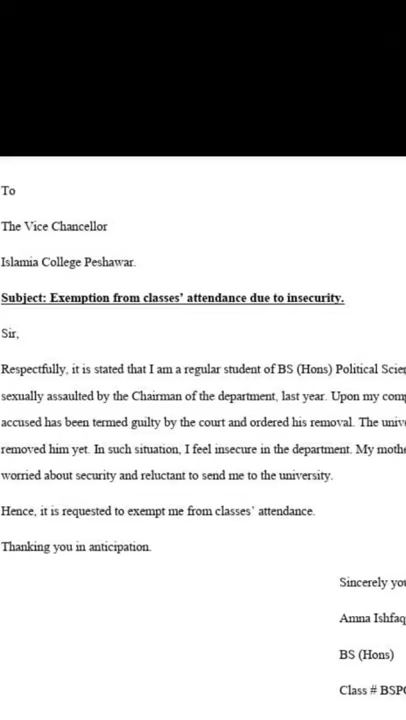 To
The Vice Chancellor
Islamia College Peshawar.
Subject: Exemption from classes' attendance due to insecurity.
Sir,
Respectfully, it is stated that I am a regular student of BS (Hons) Political
sexually assaulted by the Chairman of the department, last year. Upon my
accused has been termed guilty by the court and ordered his removal. The
removed him yet. In such situation, I feel insecure in the department. My
worried about security and reluctant to send me to the university.
Hence, it is requested to exempt me from classes' attendance.
Thanking you in anticipation.
Sincerely
Amna Ishfaq
BS (Hons)
Class #